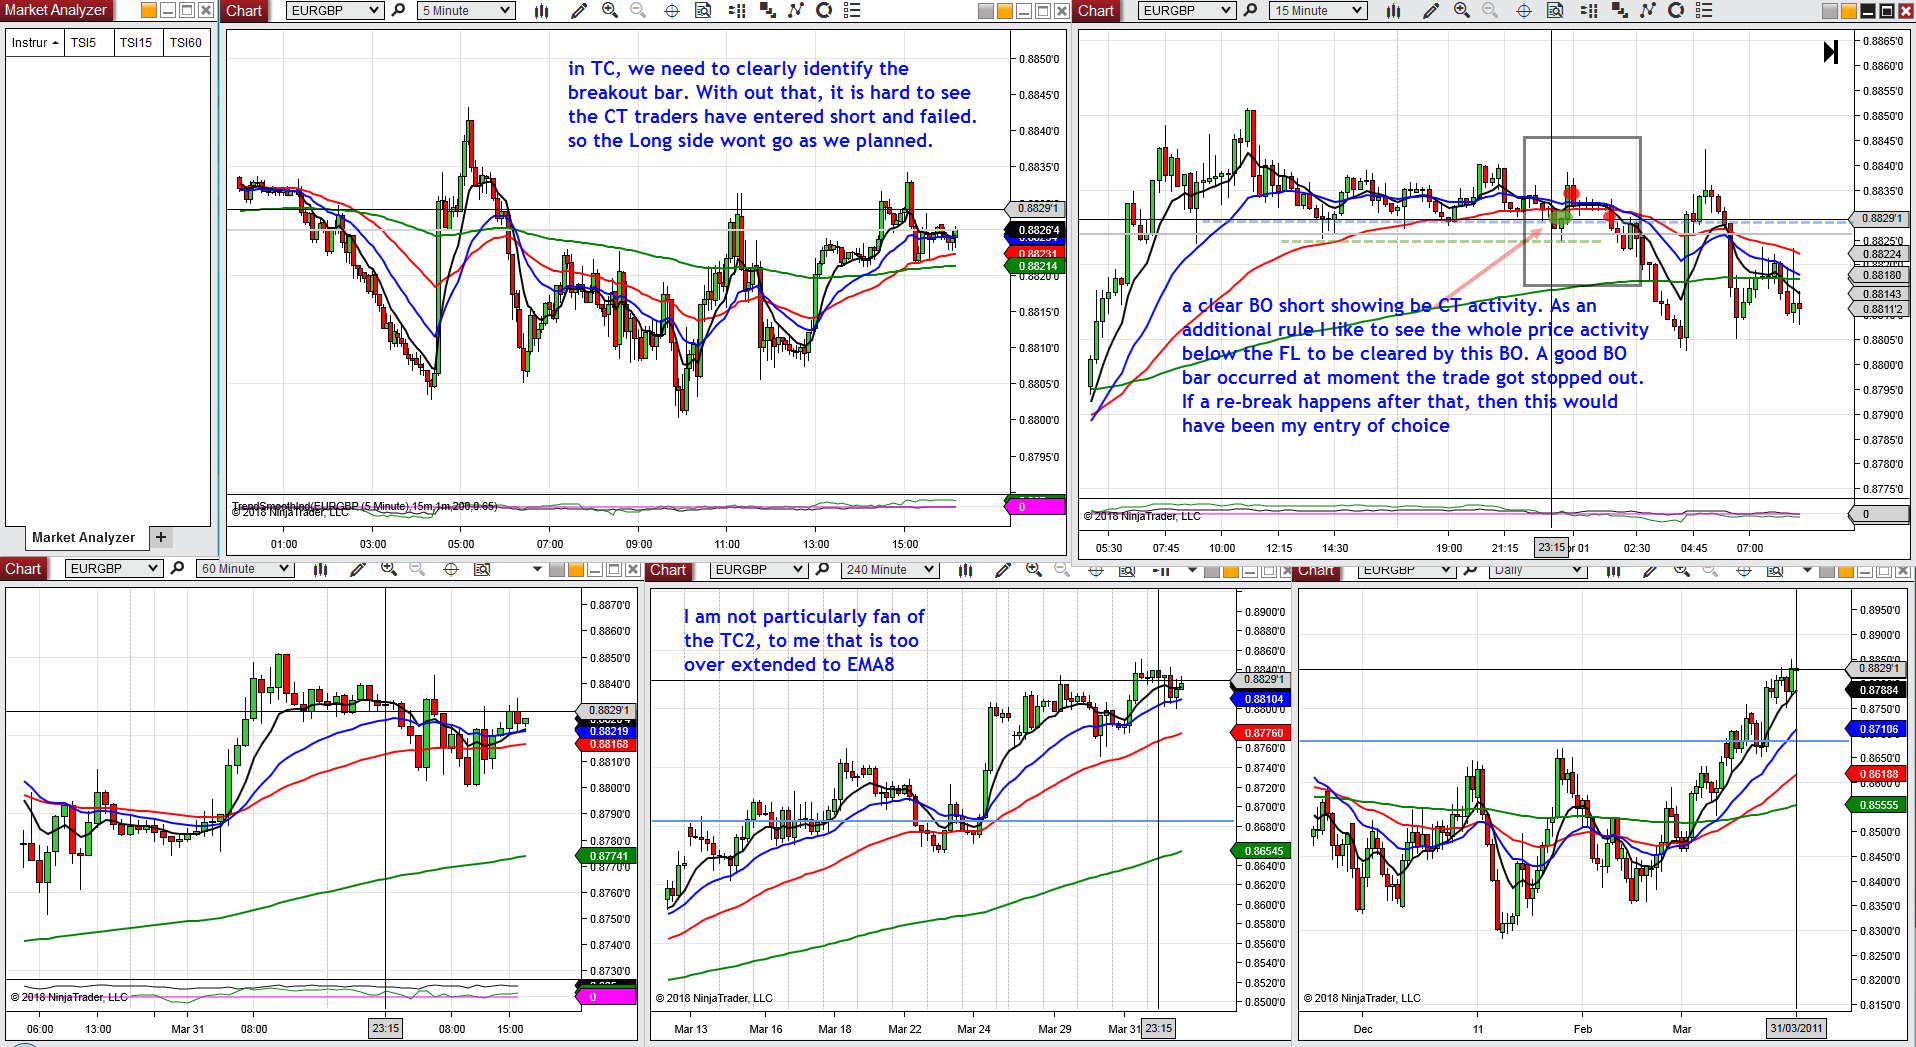 Market Analyzer
Instrur
TSI5
TSI15
TSI60
Market Analyzer
+
Chart
EURGBP
5 Minute
in TC, we need to clearly identify the
breakout bar. With out that, it is hard to see
the CT traders have entered short and failed.
so the Long side wont go as we planned.
0.8850'0
0.8845'0
0.8840'0
0.8835'0
0.8829'1
0.8826'4
0.88231
0.88214
0.8820'0
0.8815'0
0.8810'0
0.8805'0
0.8800'0
0.8795'0
0
TrendSmoothing(EURGBP (5 Minute),15m,1m,200,0.65)
© 2018 NinjaTrader, LLC
01:00
03:00
05:00
07:00
09:00
11:00
13:00
15:00
Chart
EURGBP
15 Minute
a clear BO short showing be CT activity. As an
additional rule i like to see the whole price activity
below the FL to be cleared by this BO. A good BO
bar occurred at moment the trade got stopped out.
If a re-break happens after that, then this would
have been my entry of choice
0.8865'0
0.8860'0
0.8855'0
0.8850'0
0.8845'0
0.8840'0
0.8835'0
0.8829'1
0.8825'0
0.88224
0.88180
0.88143
0.8811'2
0.8805'0
0.8800'0
0.8795'0
0.8790'0
0.8785'0
0.8780'0
0.8775'0
0
© 2018 NinjaTrader, LLC
05:30
07:45
10:00
12:15
14:30
19:00
21:15
23:15
or 01
02:30
04:45
07:00
Chart
EURGBP
60 Minute
0.8870'0
0.8860'0
0.8850'0
0.8840'0
0.8829'1
0.88219
0.88168
0.8810'0
0.8800'0
0.8790'0
0.8780'0
0.87741
0.8760'0
0.8750'0
0.8740'0
0.8730'0
0
© 2018 NinjaTrader, LLC
06:00
13:00
Mar 31
08:00
23:15
08:00
15:00
Chart
EURGBP
240 Minute
I am not particularly fan of
the TC2, to me that is too
over extended to EMA8
0.8900'0
0.8880'0
0.8860'0
0.8840'0
0.8829'1
0.88104
0.8800'0
0.87760
0.8760'0
0.8740'0
0.8720'0
0.8700'0
0.8680'0
0.86545
0.8640'0
0.8620'0
0.8600'0
0.8580'0
0.8560'0
0.8540'0
0.8520'0
0.8500'0
© 2018 NinjaTrader, LLC
Mar 13
Mar 16
Mar 18
Mar 22
Mar 24
Mar 29
Mar 31
23:15
Chart
EURGBP
Daily
0.8950'0
0.8900'0
0.8850'0
0.8829'1
0.87884
0.8750'0
0.87106
0.8650'0
0.86188
0.8600'0
0.85555
0.8500'0
0.8450'0
0.8400'0
0.8350'0
0.8300'0
0.8250'0
0.8200'0
0.8150'0
© 2018 NinjaTrader, LLC
Dec
11
Feb
Mar
31/03/2011